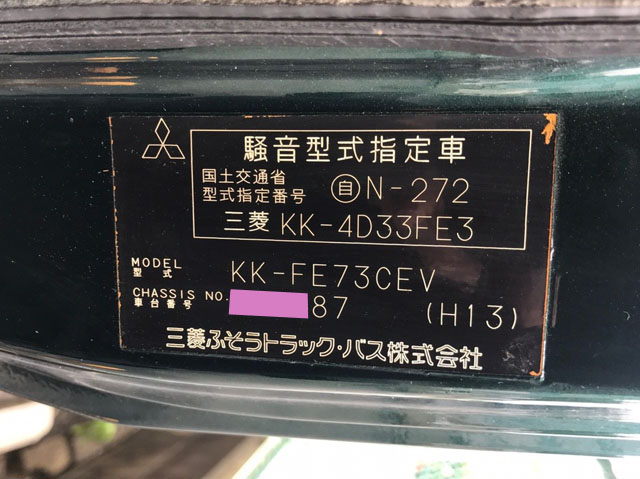 騒音型式指定車
国土交通省
型式指定番号 自N-272
三菱 KK-4D33FE3
MODEL
型式 KK-FE73CEV
CHASSIS NO.
車台番号 87 (H13)
三菱ふそうトラック・バス株式会社